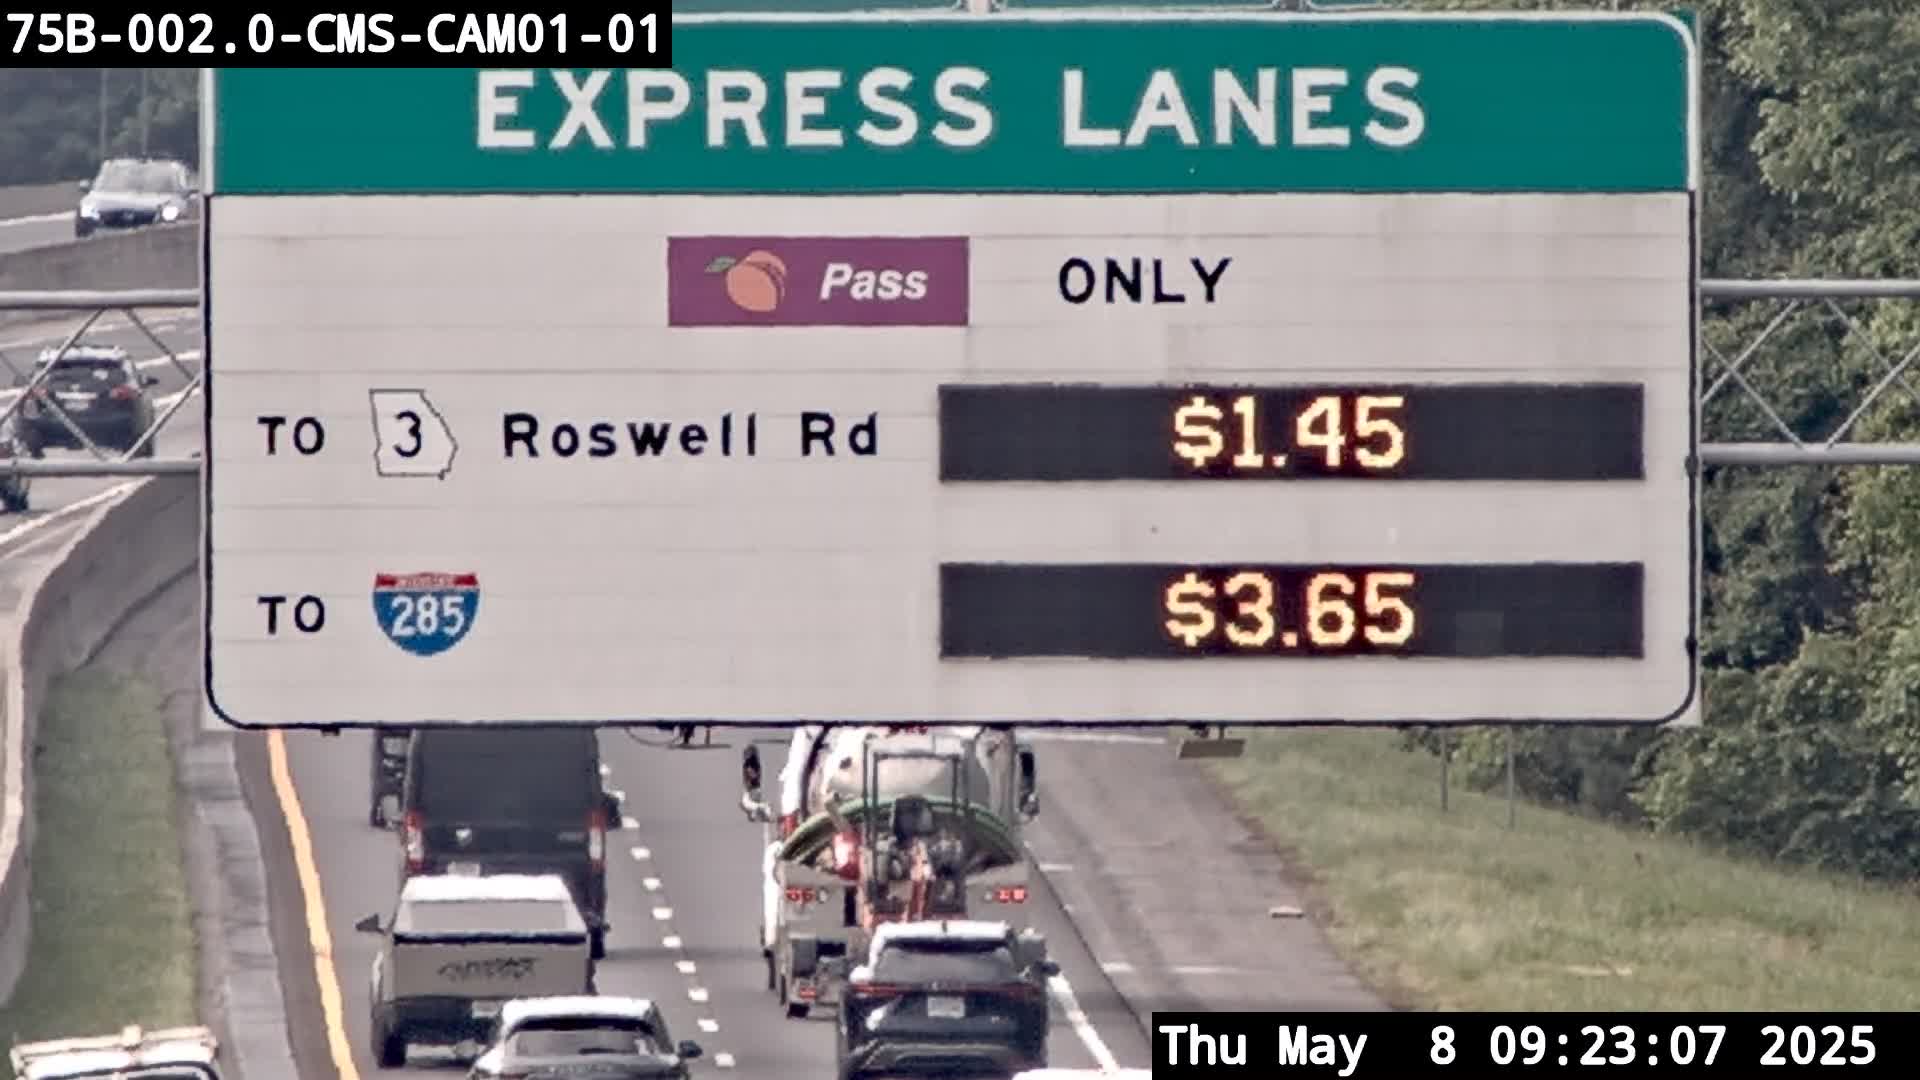 75B-002.0-CMS-CAM01-01
EXPRESS LANES
Pass ONLY
TO 3 Roswell Rd $1.45
TO 285 $3.65
Thu May 8 09:23:07 2025